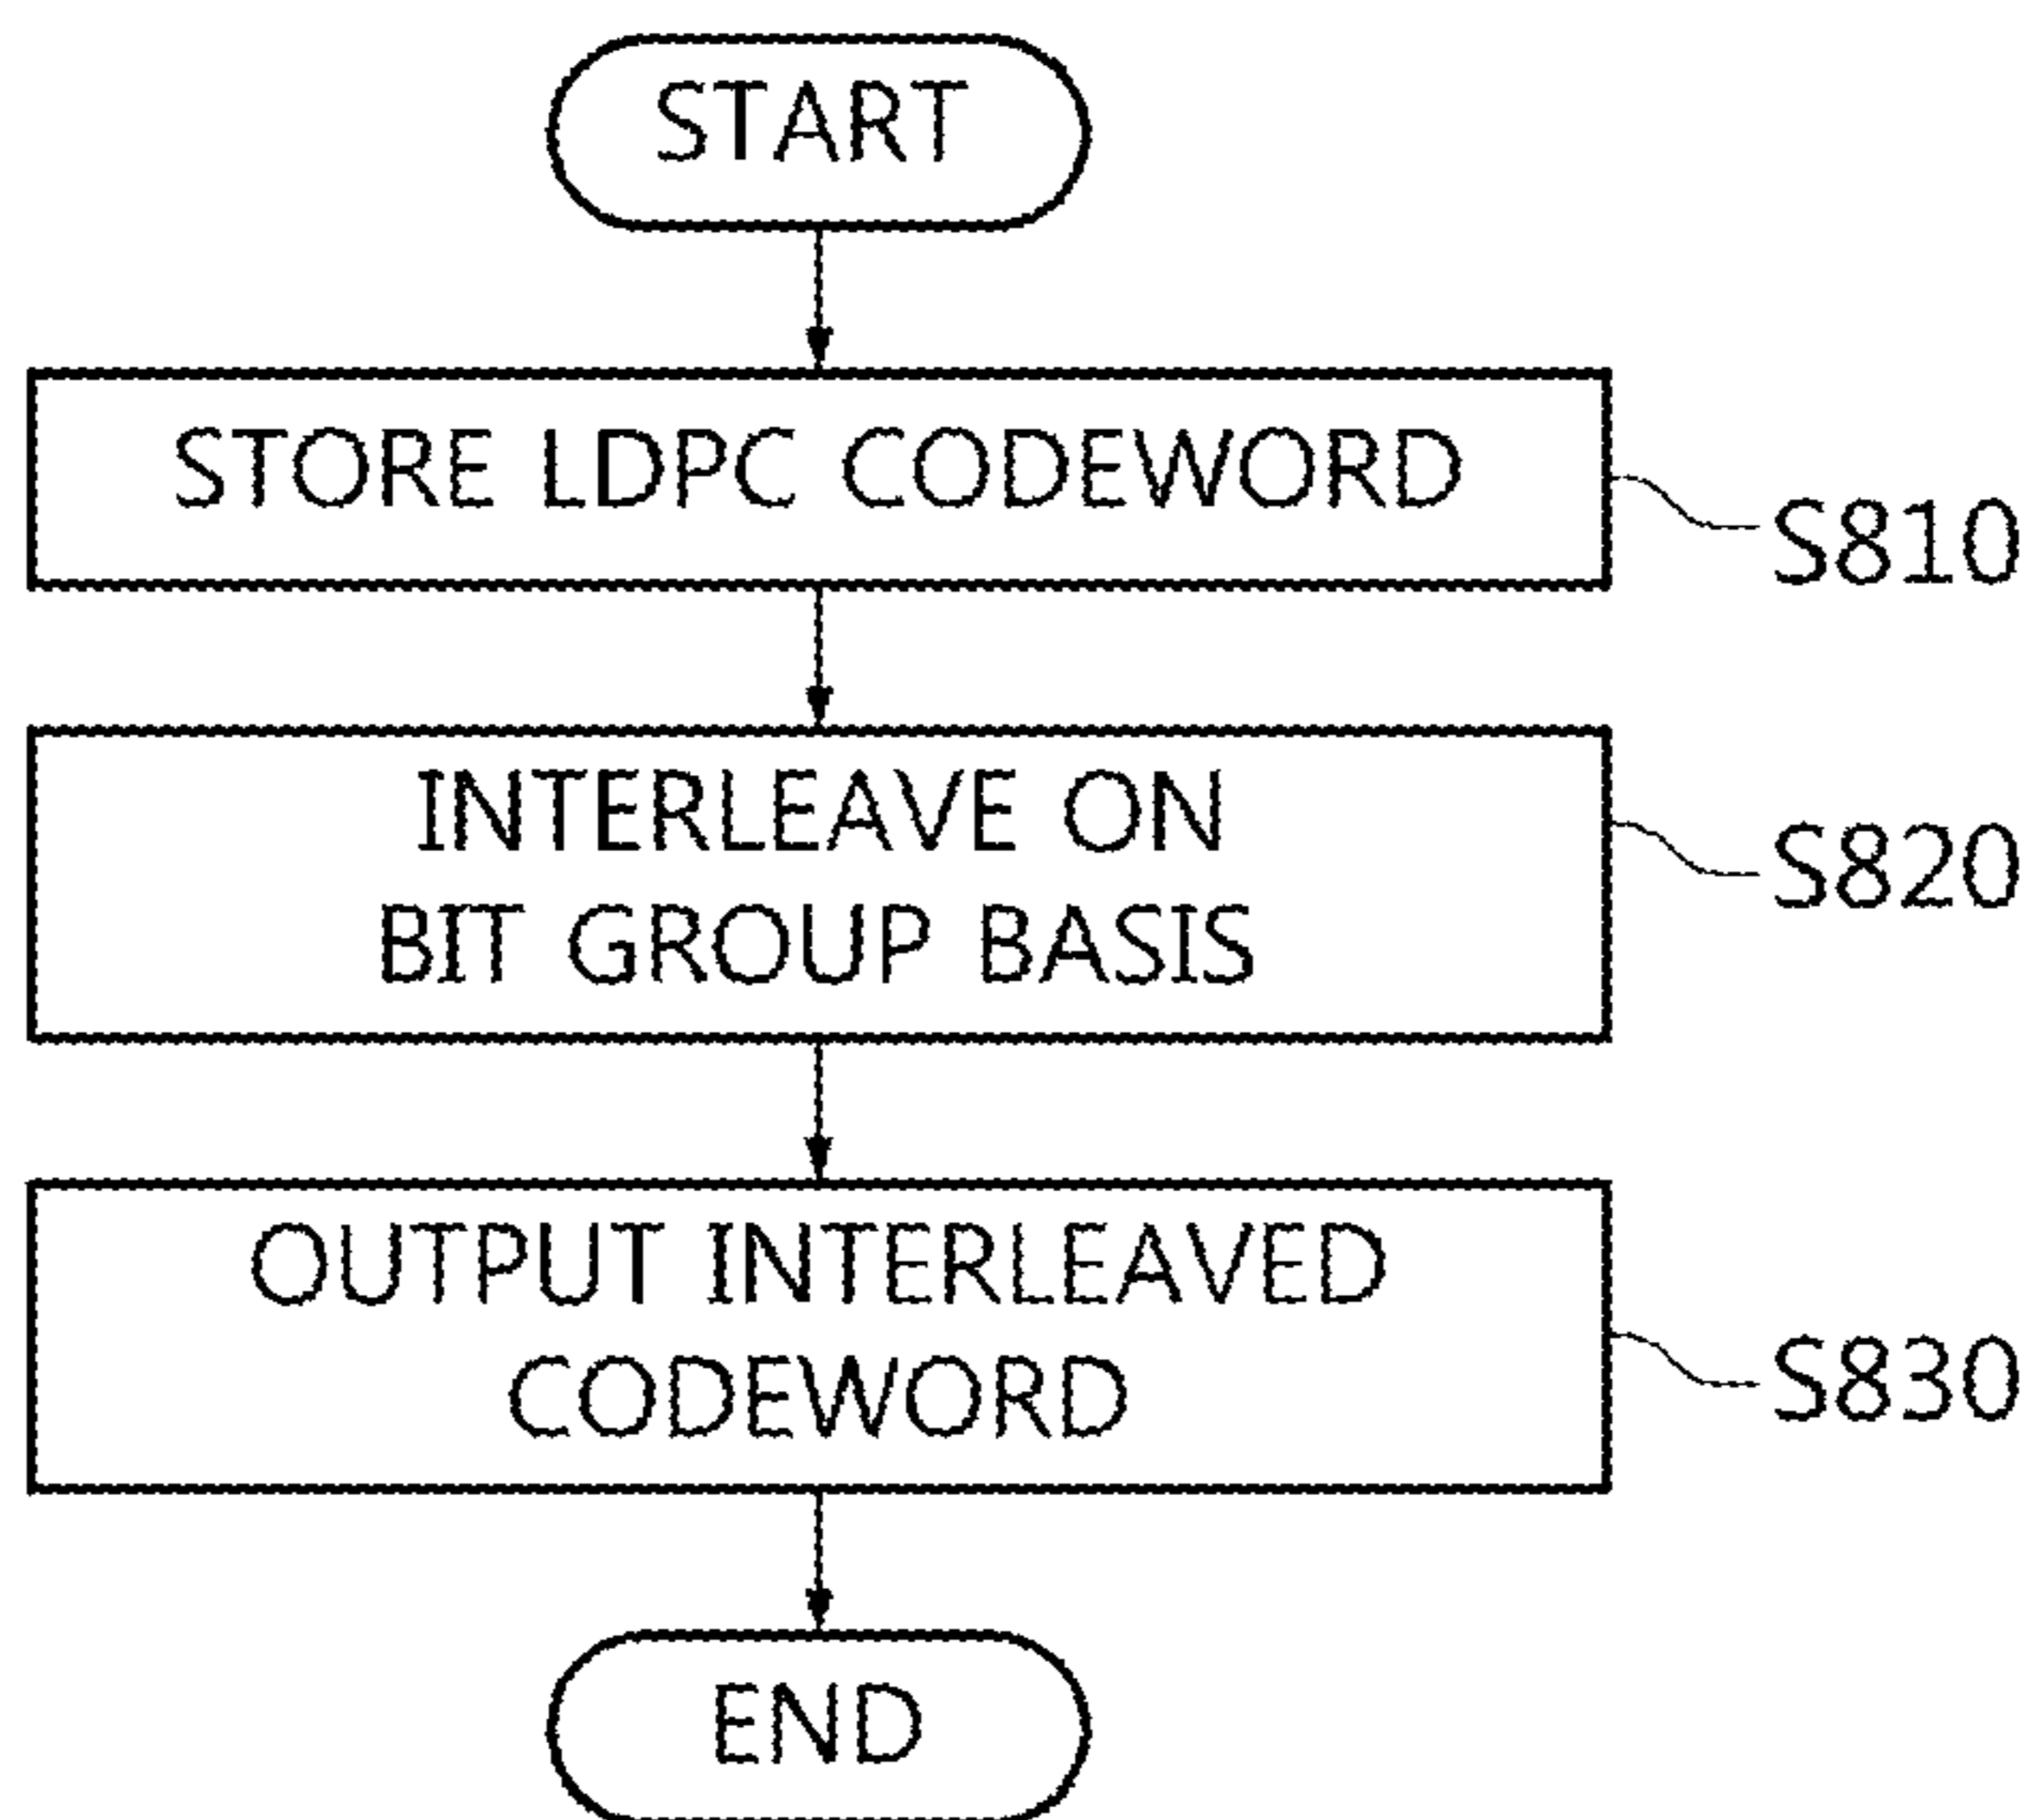 START
STORE LDPC CODEWORD
S810
INTERLEAVE ON
BIT GROUP BASIS
S820
OUTPUT INTERLEAVED
CODEWORD
S830
END